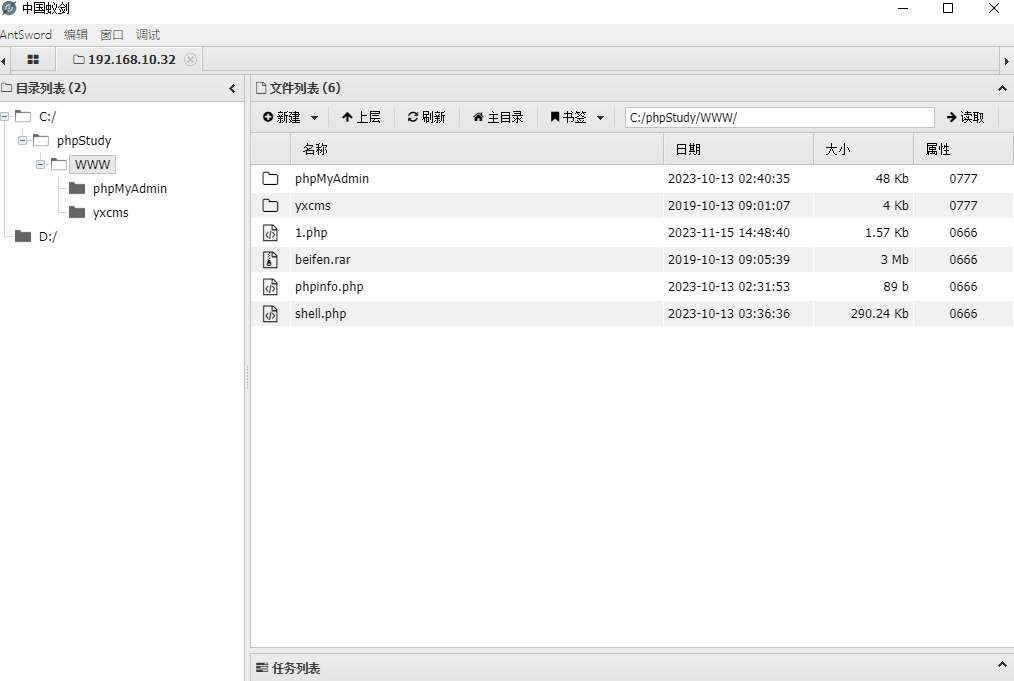 中国蚁剑
AntSword 编辑 窗口 调试
192.168.10.32
目录列表 (2)
文件列表 (6)
新建 上层 刷新 主目录 书签 C:/phpStudy/WWW/ 读取
名称 日期 大小 属性
C:/
phpStudy
WWW
phpMyAdmin
yxcms
D:/
phpMyAdmin 2023-10-13 02:40:35 48 Kb 0777
yxcms 2019-10-13 09:01:07 4 Kb 0777
1.php 2023-11-15 14:48:40 1.57 Kb 0666
beifen.rar 2019-10-13 09:05:39 3 Mb 0666
phpinfo.php 2023-10-13 02:31:53 89 b 0666
shell.php 2023-10-13 03:36:36 290.24 Kb 0666
任务列表